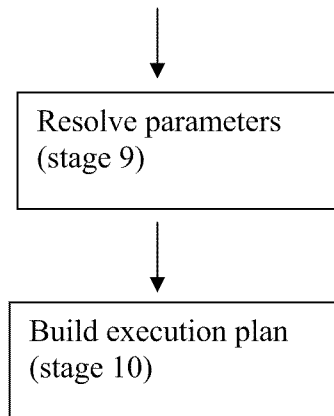 Resolve parameters
(stage 9)
Build execution plan
(stage 10)